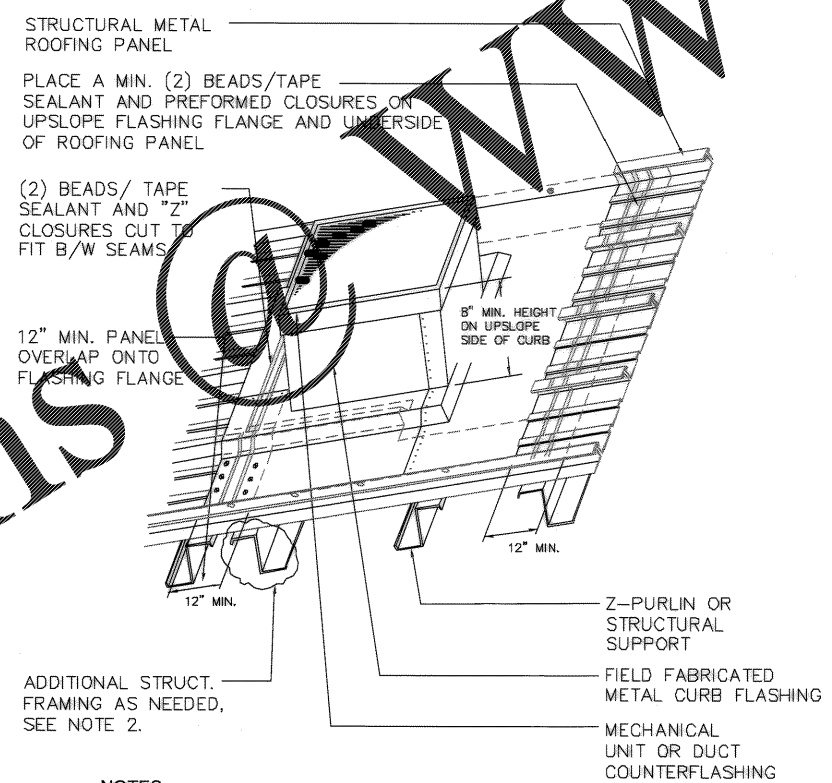 STRUCTURAL METAL
ROOFING PANEL
PLACE A MIN. (2) BEADS/TAPE
SEALANT AND PREFORMED CLOSURES ON
UPSLOPE FLASHING FLANGE AND UNDERSIDE
OF ROOFING PANEL
(2) BEADS/ TAPE
SEALANT AND "Z"
CLOSURES CUT TO
FIT B/W SEAMS
8" MIN. HEIGHT
ON UPSLOPE
SIDE OF CURB
12" MIN. PANEL
OVERLAP ONTO
FLASHING FLANGE
12" MIN.
12" MIN.
Z-PURLIN OR
STRUCTURAL
SUPPORT
ADDITIONAL STRUCT.
FRAMING AS NEEDED,
SEE NOTE 2.
FIELD FABRICATED
METAL CURB FLASHING
MECHANICAL
UNIT OR DUCT
COUNTERFLASHING
ns @ ww